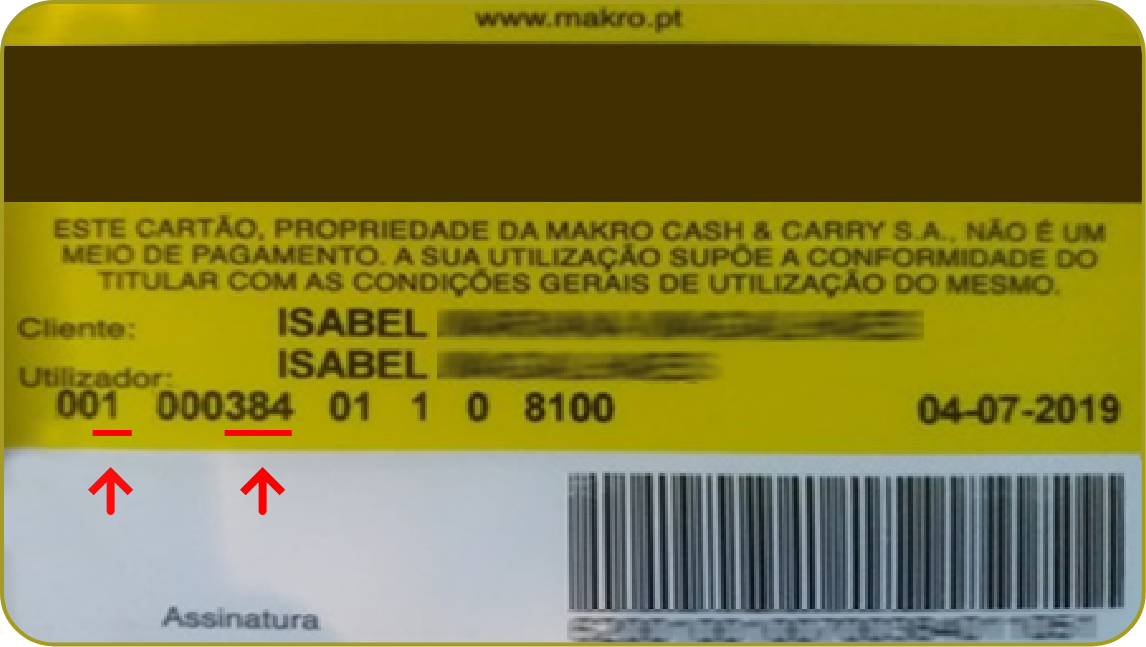 www.makro.pt
ESTE CARTÃO, PROPRIEDADE DA MAKRO CASH & CARRY S.A., NÃO É UM
MEIO DE PAGAMENTO. A SUA UTILIZAÇÃO SUPÕE A CONFORMIDADE DO
TITULAR COM AS CONDIÇÕES GERAIS DE UTILIZAÇÃO DO MESMO.
Cliente: ISABEL
Utilizador: ISABEL
001 000384 01 1 0 8100 04-07-2019
Assinatura